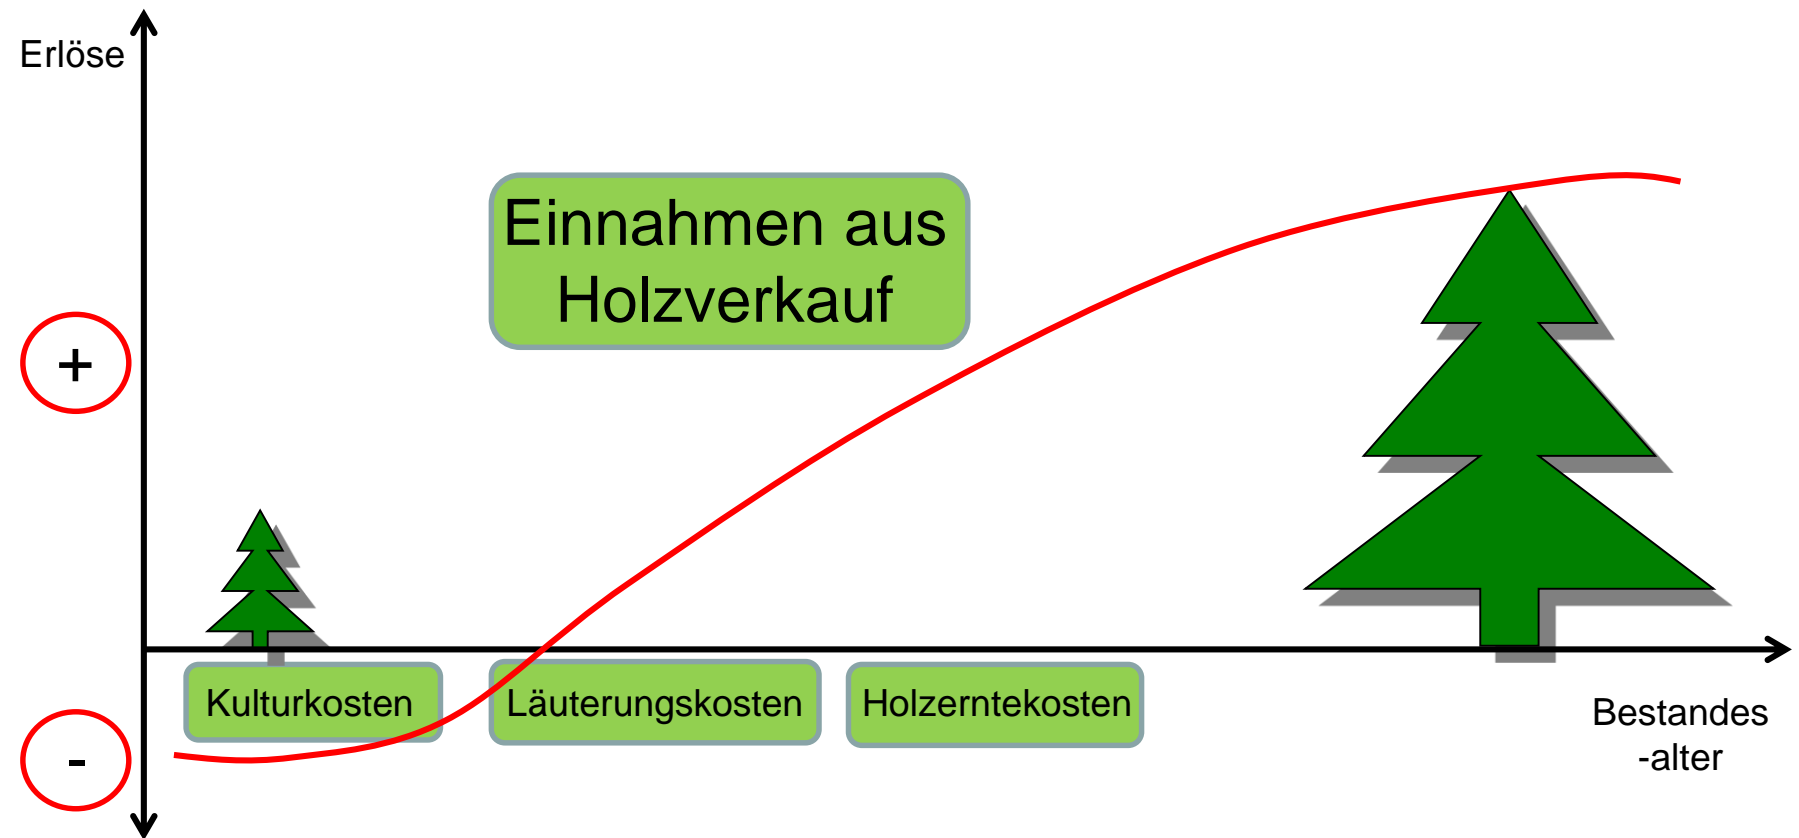 Erlöse
Einnahmen aus
Holzverkauf
+
Kulturkosten
Läuterungskosten
Holzerntekosten
Bestandes
-alter
-